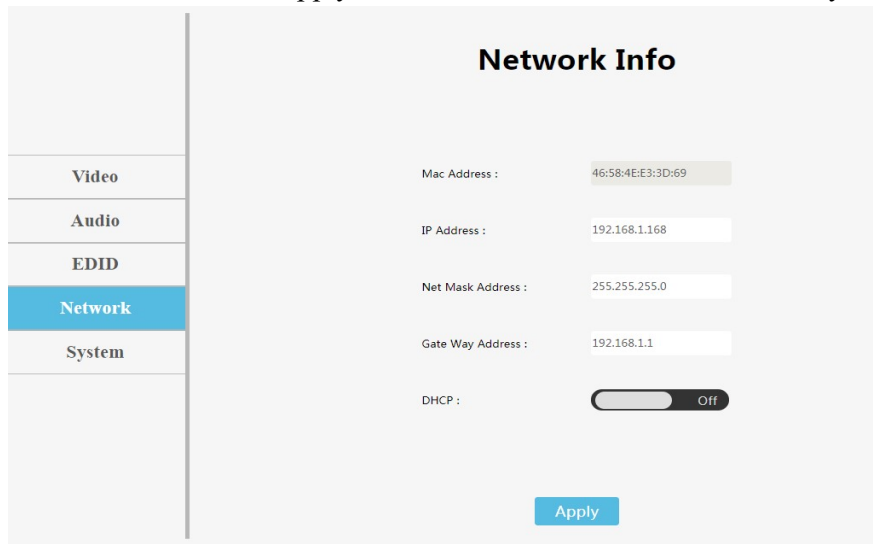 Network Info
Video
Audio
EDID
Network
System
Mac Address :
46:58:4E:E3:3D:69
IP Address :
192.168.1.168
Net Mask Address :
255.255.255.0
Gate Way Address :
192.168.1.1
DHCP :
Off
Apply